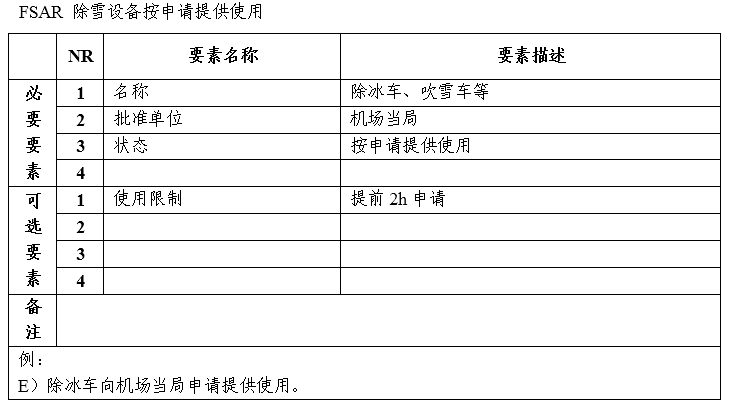 FSAR 除雪设备按申请提供使用
NR 要素名称 要素描述
必要要素
1 名称 除冰车、吹雪车等
2 批准单位 机场当局
3 状态 按申请提供使用
4
可选要素
1 使用限制 提前 2h 申请
2
3
4
备注
例：
E）除冰车向机场当局申请提供使用。